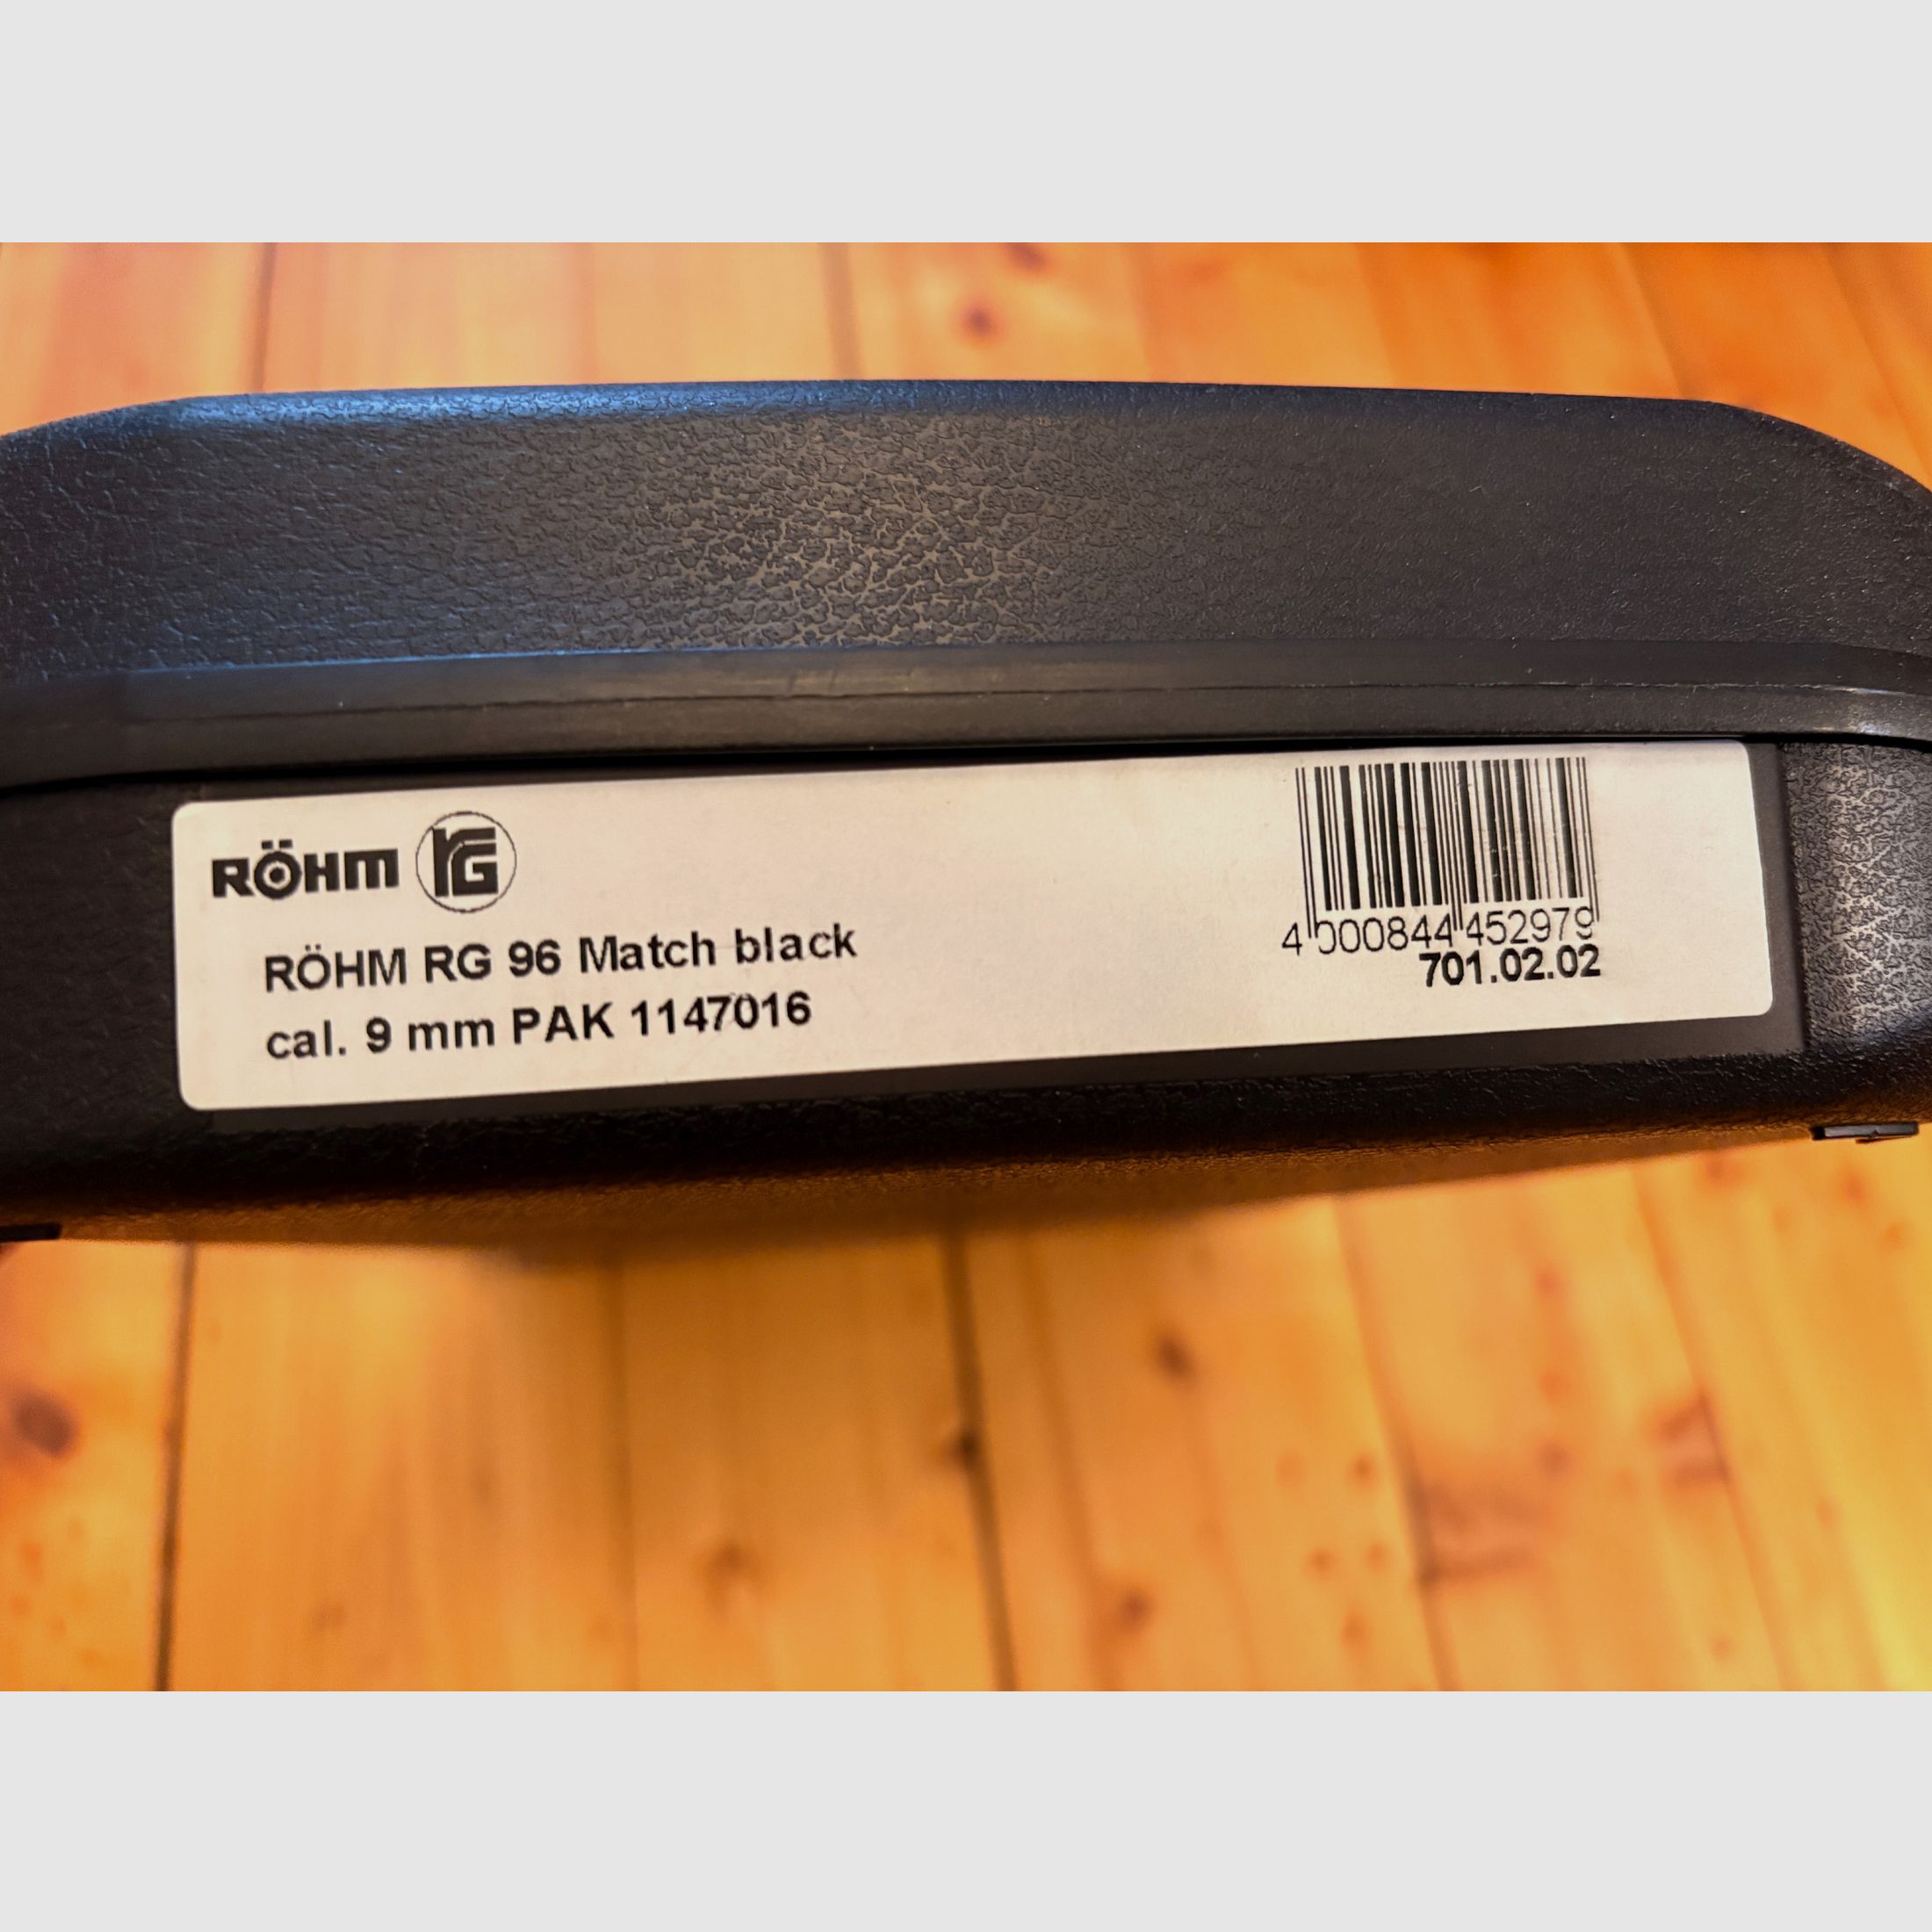 RÖHM RG
RÖHM RG 96 Match black
cal. 9 mm PAK 1147016
4 000844 452979
701.02.02